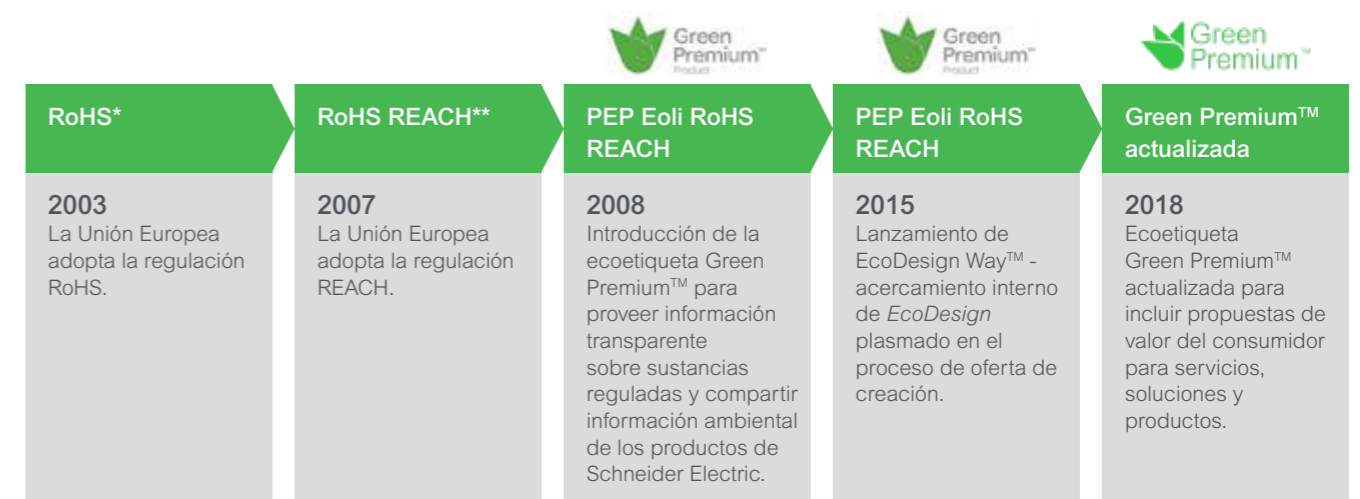 Green
Premium™
Product
Green
Premium™
Product
Green
Premium™
RoHS*
RoHS REACH**
PEP Eoli RoHS
REACH
PEP Eoli RoHS
REACH
Green Premium™
actualizada
2003
La Unión Europea
adopta la regulación
RoHS.
2007
La Unión Europea
adopta la regulación
REACH.
2008
Introducción de la
ecoetiqueta Green
Premium™ para
proveer información
transparente
sobre sustancias
reguladas y compartir
información ambiental
de los productos de
Schneider Electric.
2015
Lanzamiento de
EcoDesign Way™ -
acercamiento interno
de EcoDesign
plasmado en el
proceso de oferta de
creación.
2018
Ecoetiqueta
Green Premium™
actualizada para
incluir propuestas de
valor del consumidor
para servicios,
soluciones y
productos.